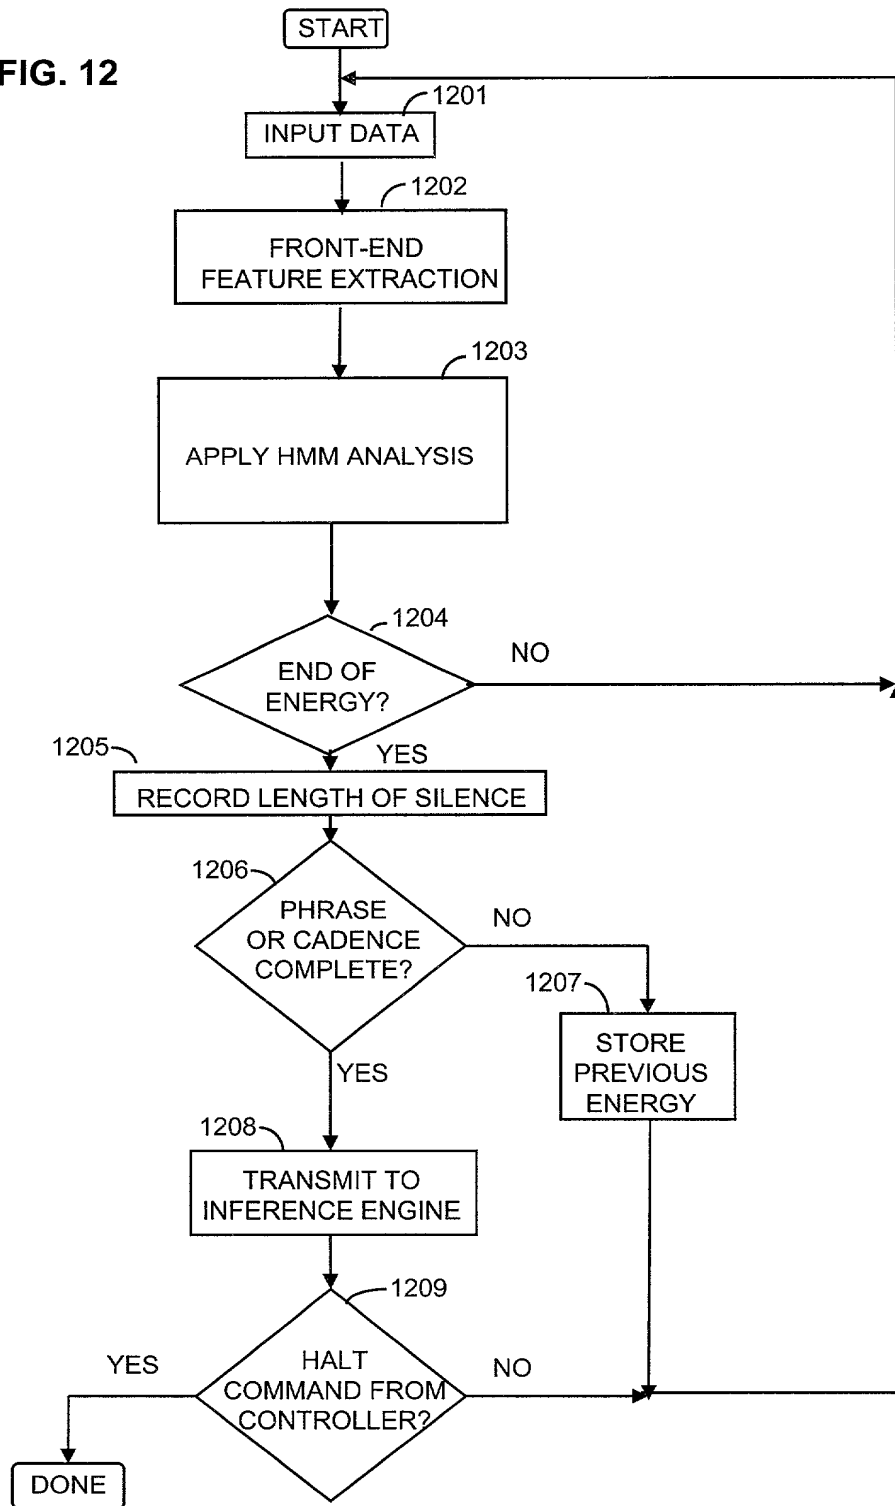 START
FIG. 12
1201
INPUT DATA
1202
FRONT-END
FEATURE EXTRACTION
1203
APPLY HMM ANALYSIS
1204
END OF
ENERGY?
NO
1205
YES
RECORD LENGTH OF SILENCE
1206
PHRASE
OR CADENCE
COMPLETE?
NO
1207
STORE
PREVIOUS
ENERGY
YES
1208
TRANSMIT TO
INFERENCE ENGINE
1209
HALT
COMMAND FROM
CONTROLLER?
YES
NO
DONE